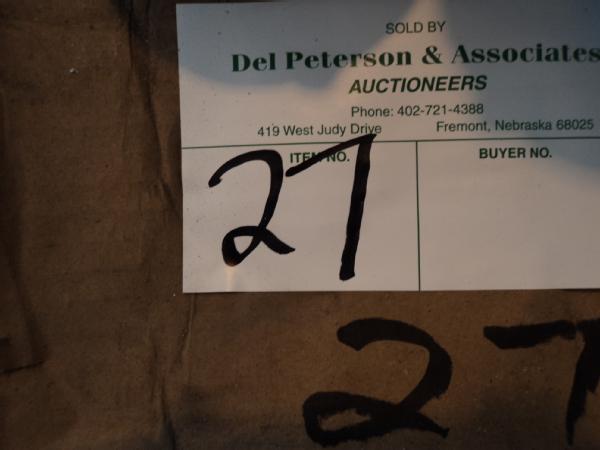 SOLD BY
Del Peterson & Associates
AUCTIONEERS
Phone: 402-721-4388
419 West Judy Drive Fremont, Nebraska 68025
ITEM NO. BUYER NO.
27
27